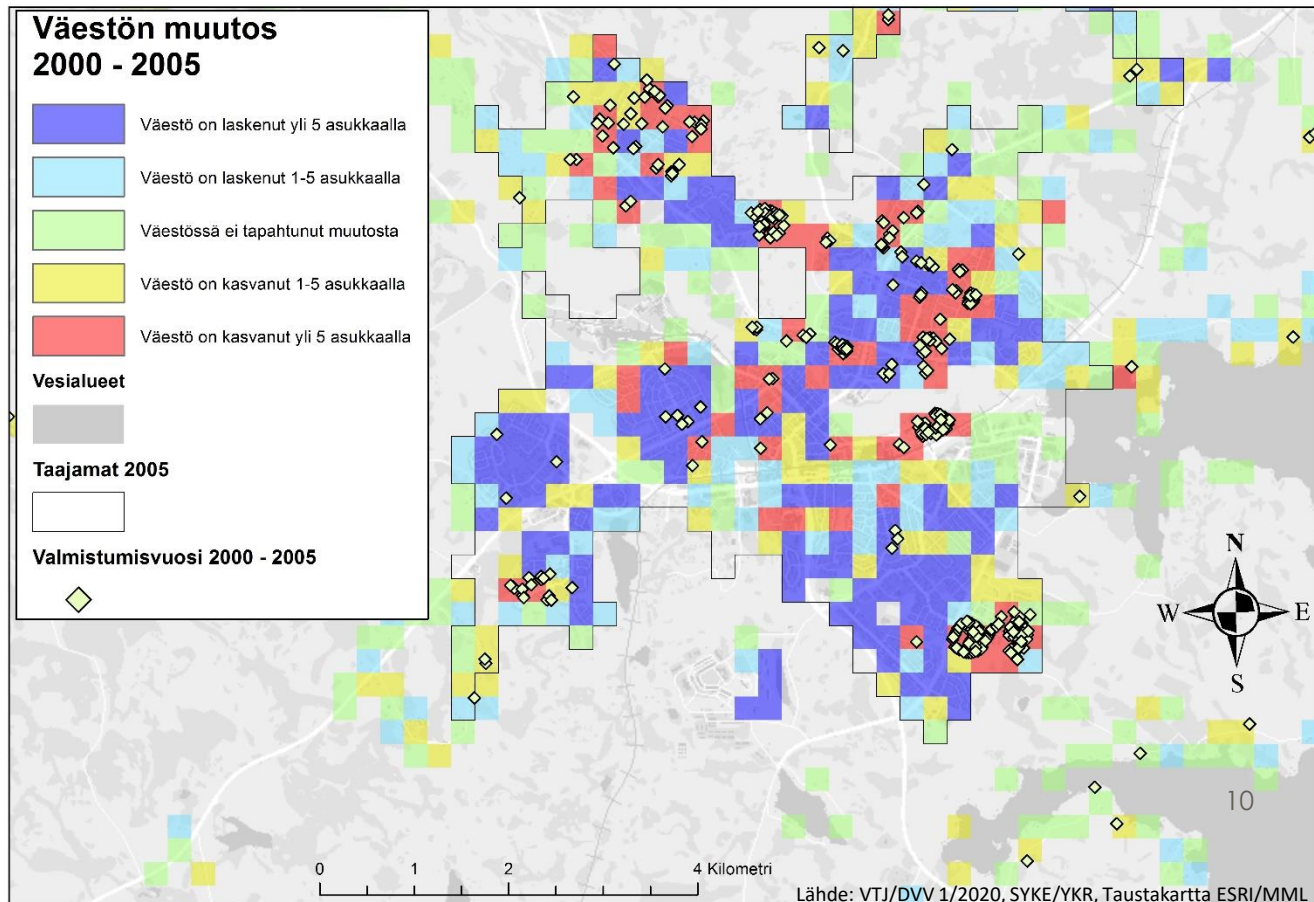 Väestön muutos
2000 - 2005
Väestö on laskenut yli 5 asukkaalla
Väestö on laskenut 1-5 asukkaalla
Väestössä ei tapahtunut muutosta
Väestö on kasvanut 1-5 asukkaalla
Väestö on kasvanut yli 5 asukkaalla
Vesialueet
Taajamat 2005
Valmistumisvuosi 2000 - 2005
N
W
E
S
10
0
1
2
4 Kilometri
Lähde: VTJ/DVV 1/2020, SYKE/YKR, Taustakartta ESRI/MML